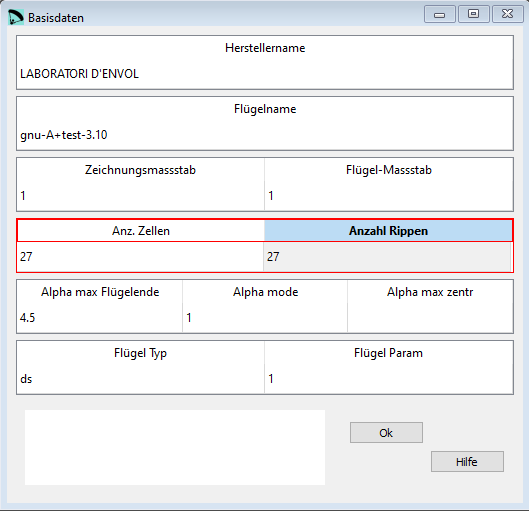 Basisdaten
Herstellername
LABORATORI D'ENVOL
Flügelname
gnu-A+test-3.10
Zeichnungsmassstab Flügel-Massstab
1 1
Anz. Zellen Anzahl Rippen
27 27
Alpha max Flügelende Alpha mode Alpha max zentr
4.5 1
Flügel Typ Flügel Param
ds 1
Ok
Hilfe